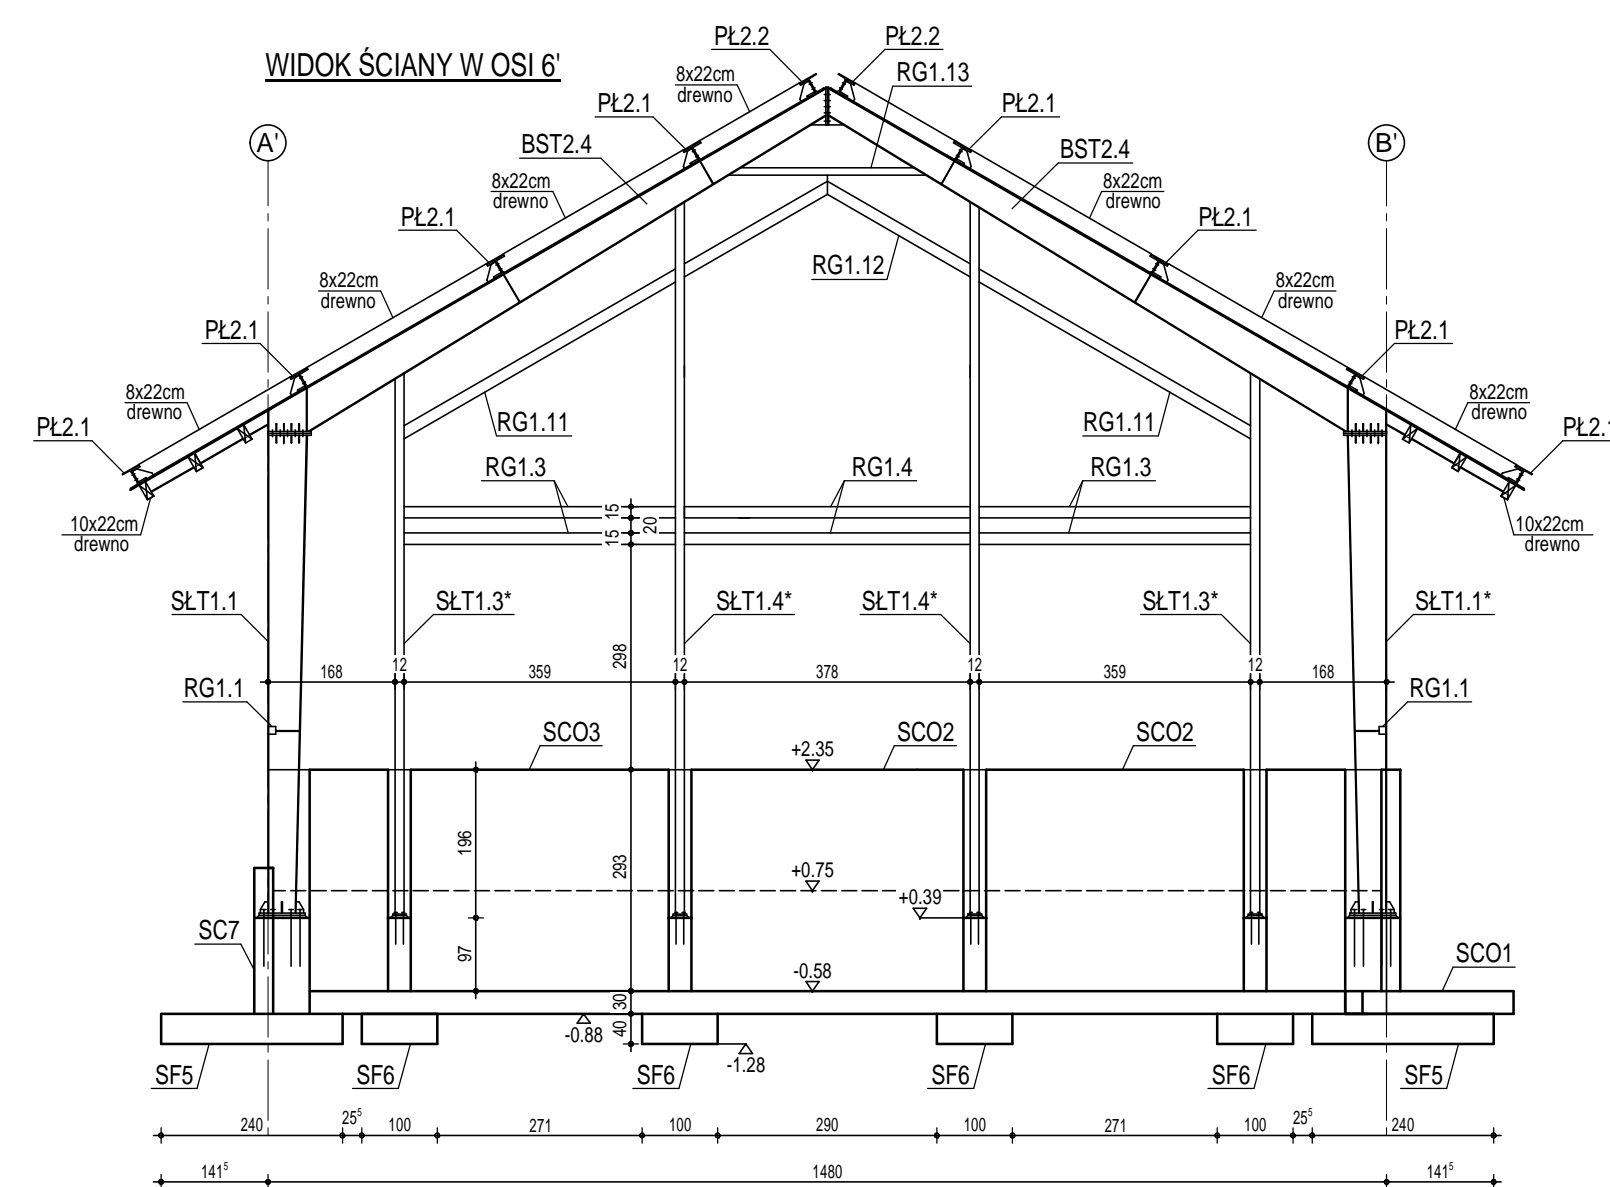 WIDOK ŚCIANY W OSI 6'
PŁ2.2
PŁ2.2
RG1.13
8x22cm
drewno
PŁ2.1
PŁ2.1
A'
BST2.4
BST2.4
B'
8x22cm
drewno
8x22cm
drewno
PŁ2.1
PŁ2.1
RG1.12
8x22cm
drewno
8x22cm
drewno
PŁ2.1
PŁ2.1
8x22cm
drewno
8x22cm
drewno
PŁ2.1
RG1.11
RG1.11
PŁ2.1
RG1.3
RG1.4
RG1.3
15
20
15
10x22cm
drewno
10x22cm
drewno
SŁT1.1
SŁT1.3*
SŁT1.4*
SŁT1.4*
SŁT1.3*
SŁT1.1*
298
168
12
359
12
378
12
359
12
168
RG1.1
RG1.1
SCO3
SCO2
SCO2
+2.35
196
293
+0.75
+0.39
SC7
97
-0.58
SCO1
30
40
-0.88
-1.28
SF5
SF6
SF6
SF6
SF6
SF5
240
25⁵
100
271
100
290
100
271
100
25⁵
240
141⁵
1480
141⁵